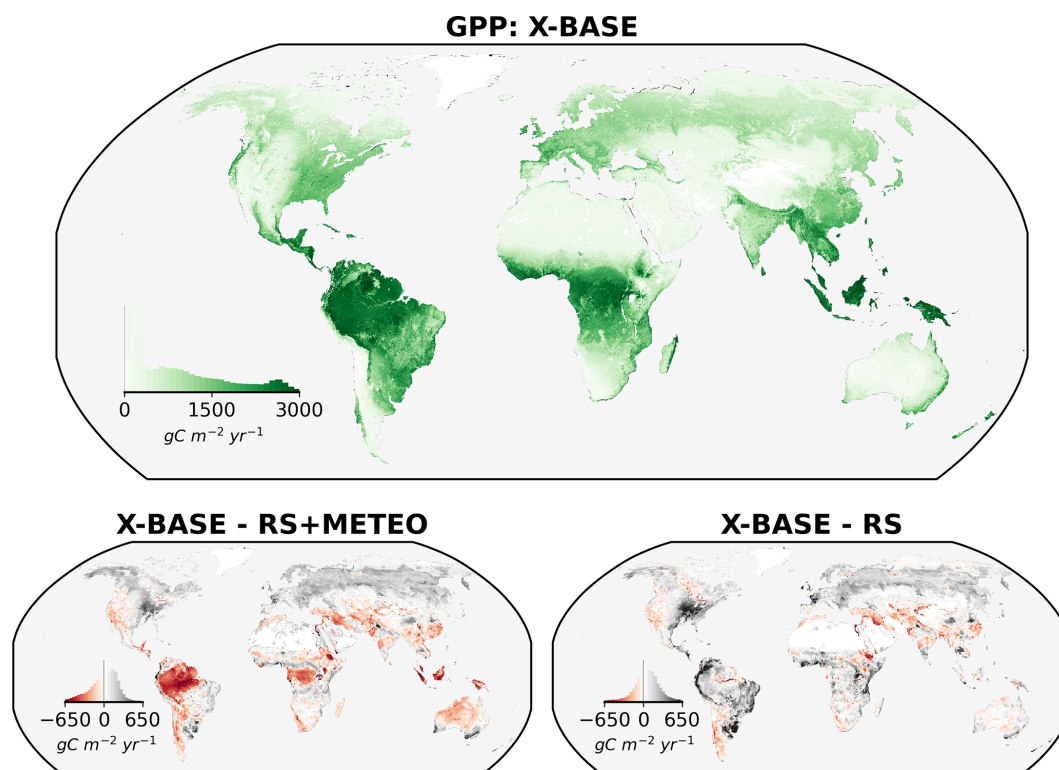 GPP: X-BASE
0 1500 3000
gC m⁻² yr⁻¹
X-BASE - RS+METEO
X-BASE - RS
−650 0 650
gC m⁻² yr⁻¹
−650 0 650
gC m⁻² yr⁻¹